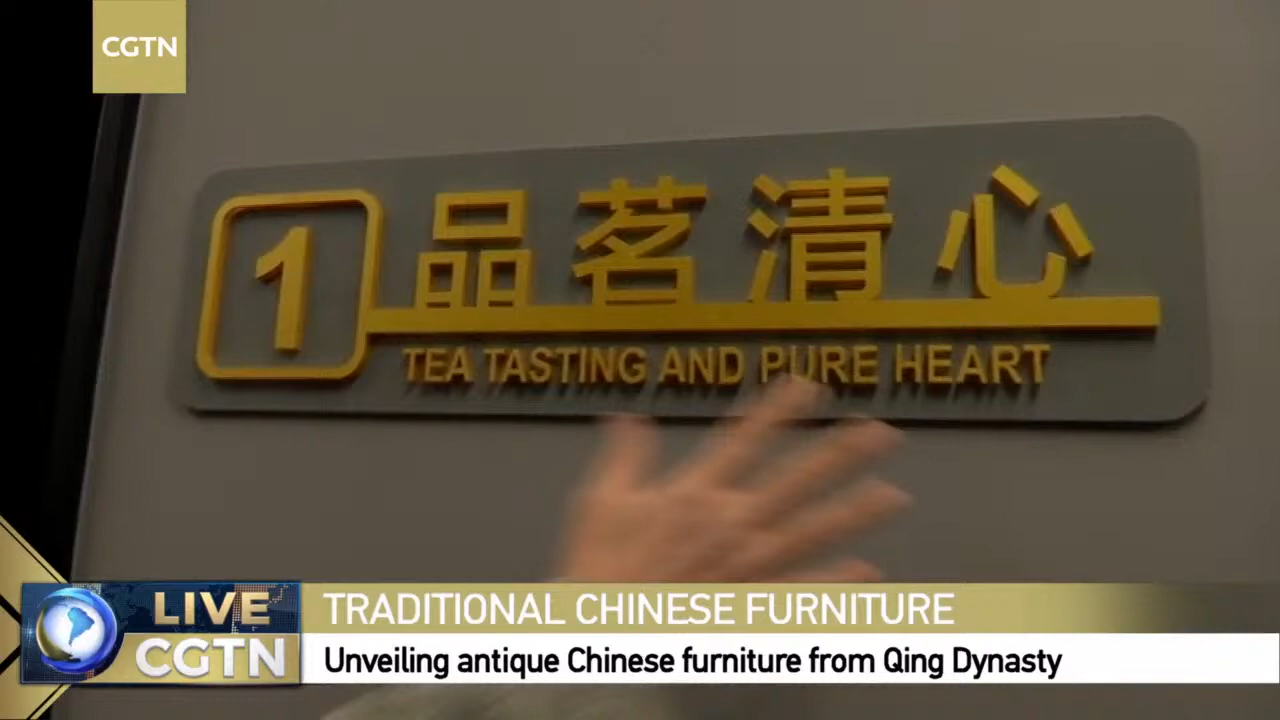 CGTN
1
品茗清心
TEA TASTING AND PURE HEART
LIVE
CGTN
TRADITIONAL CHINESE FURNITURE
Unveiling antique Chinese furniture from Qing Dynasty